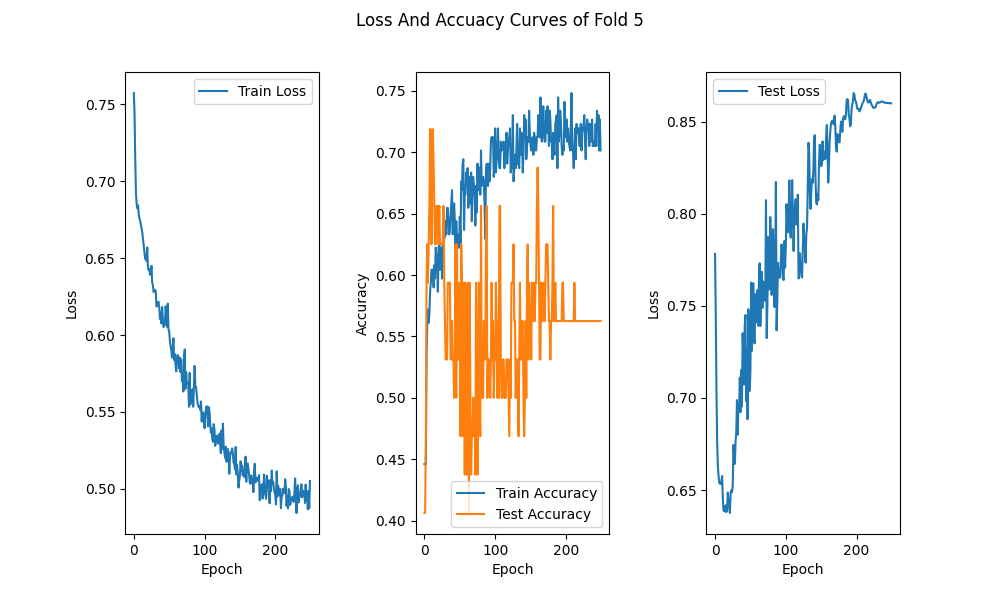 Loss And Accuacy Curves of Fold 5
Train Loss
0.75
0.70
0.65
0.60
0.55
0.50
Loss
0 100 200
Epoch
0.75
0.70
0.65
0.60
0.55
0.50
0.45
0.40
Accuracy
Train Accuracy
Test Accuracy
0 100 200
Epoch
Test Loss
0.85
0.80
0.75
0.70
0.65
Loss
0 100 200
Epoch